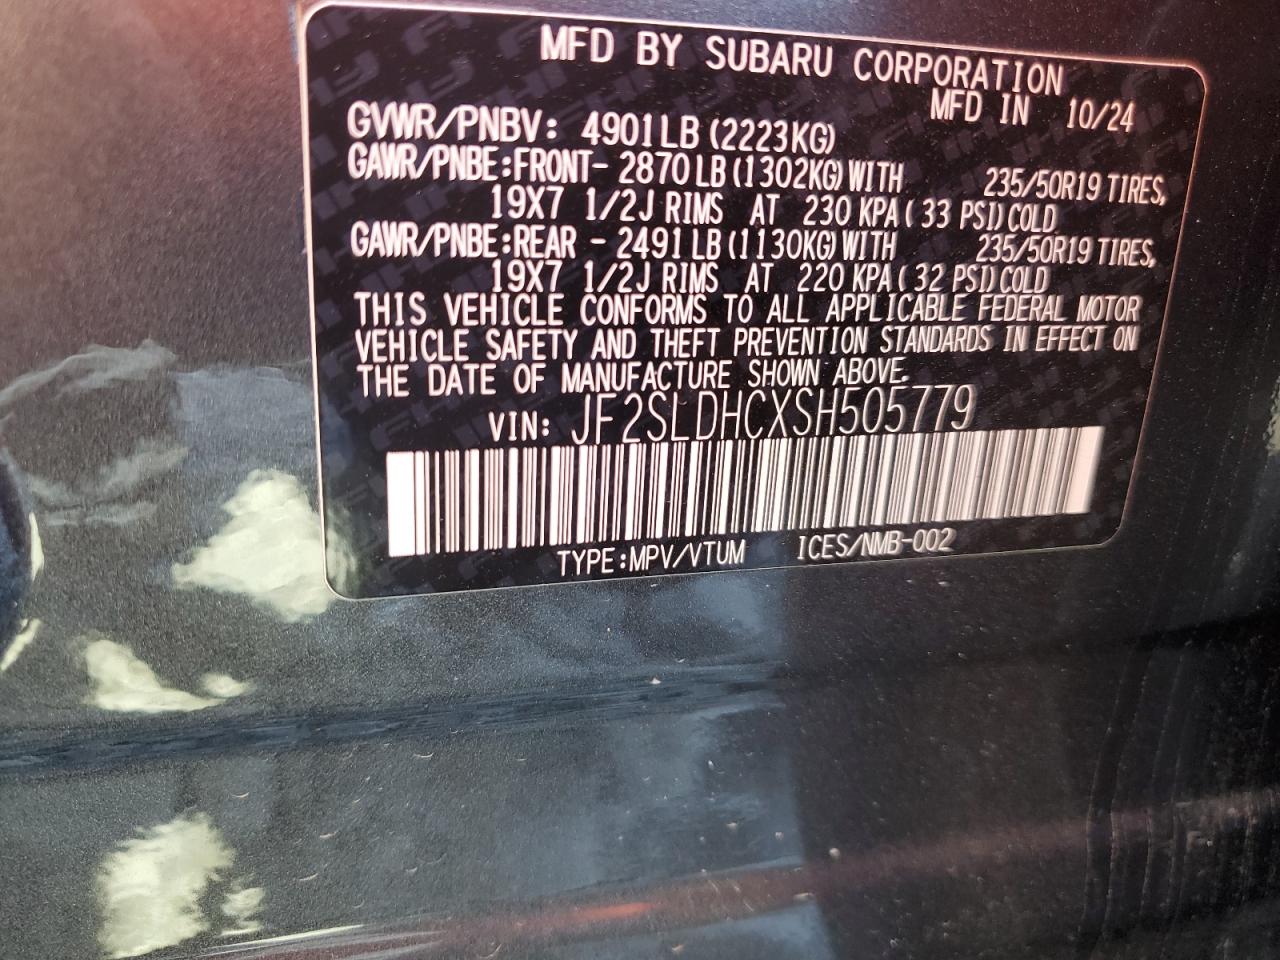 MFD BY SUBARU CORPORATION
MFD IN 10/24
GVWR/PNBV: 4901LB (2223KG)
GAWR/PNBE:FRONT- 2870 LB (1302KG) WITH 235/50R19 TIRES,
19X7 1/2J RIMS AT 230 KPA ( 33 PSI) COLD
GAWR/PNBE:REAR - 2491 LB (1130KG) WITH 235/50R19 TIRES,
19X7 1/2J RIMS AT 220 KPA ( 32 PSI) COLD
THIS VEHICLE CONFORMS TO ALL APPLICABLE FEDERAL MOTOR
VEHICLE SAFETY AND THEFT PREVENTION STANDARDS IN EFFECT ON
THE DATE OF MANUFACTURE SHOWN ABOVE.
VIN: JF2SLDHCXSH505779
TYPE:MPV/VTUM ICES/NMB-002